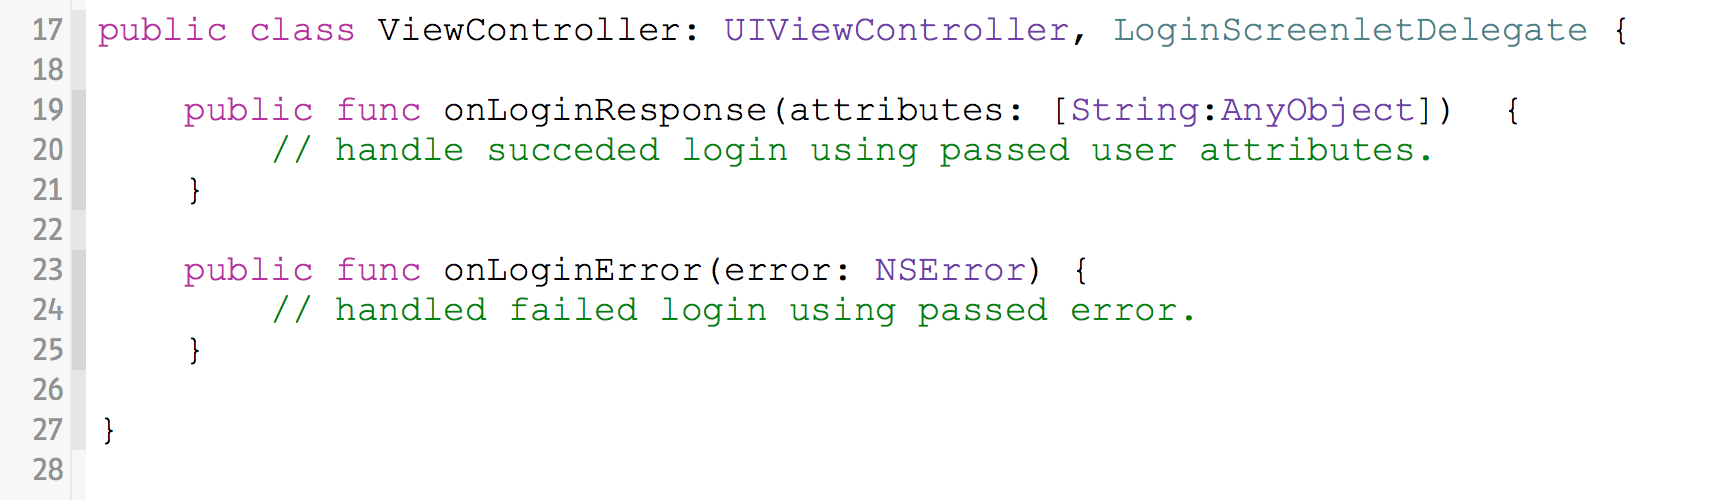 17 public class ViewController: UIViewController, LoginScreenletDelegate {
18
19     public func onLoginResponse(attributes: [String:AnyObject])  {
20         // handle succeded login using passed user attributes.
21     }
22
23     public func onLoginError(error: NSError) {
24         // handled failed login using passed error.
25     }
26
27 }
28